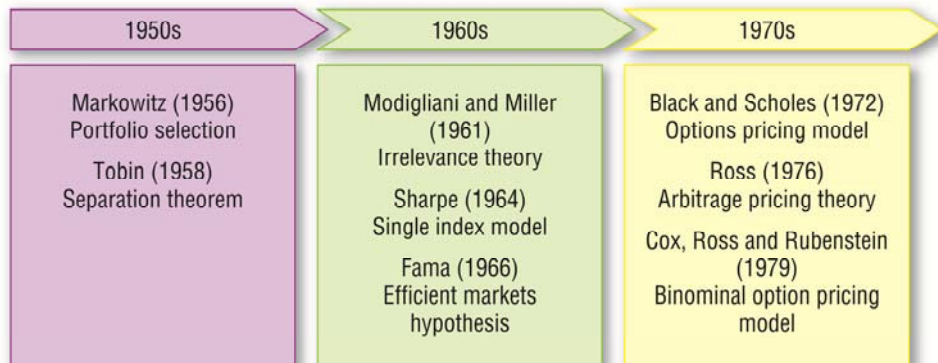 1950s
Markowitz (1956)
Portfolio selection
Tobin (1958)
Separation theorem
1960s
Modigliani and Miller
(1961)
Irrelevance theory
Sharpe (1964)
Single index model
Fama (1966)
Efficient markets
hypothesis
1970s
Black and Scholes (1972)
Options pricing model
Ross (1976)
Arbitrage pricing theory
Cox, Ross and Rubenstein
(1979)
Binominal option pricing
model